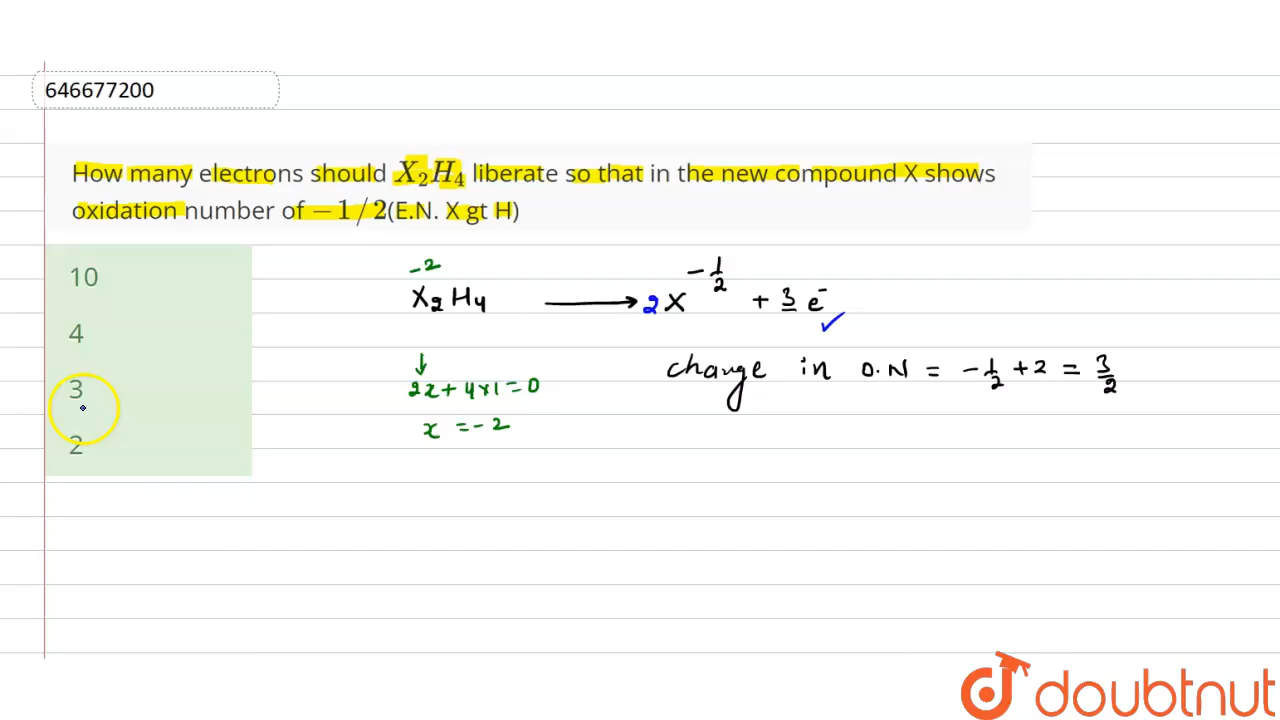 646677200
How many electrons should X₂H₄ liberate so that in the new compound X shows
oxidation number of −1/2(E.N. X gt H)
10
4
3
2
-2
X₂H₄ ⟶ 2X^-1/2 + 3e⁻ ✓
↓
2x + 4×1 = 0
x = -2
change in O.N = -1/2 + 2 = 3/2
doubtnut